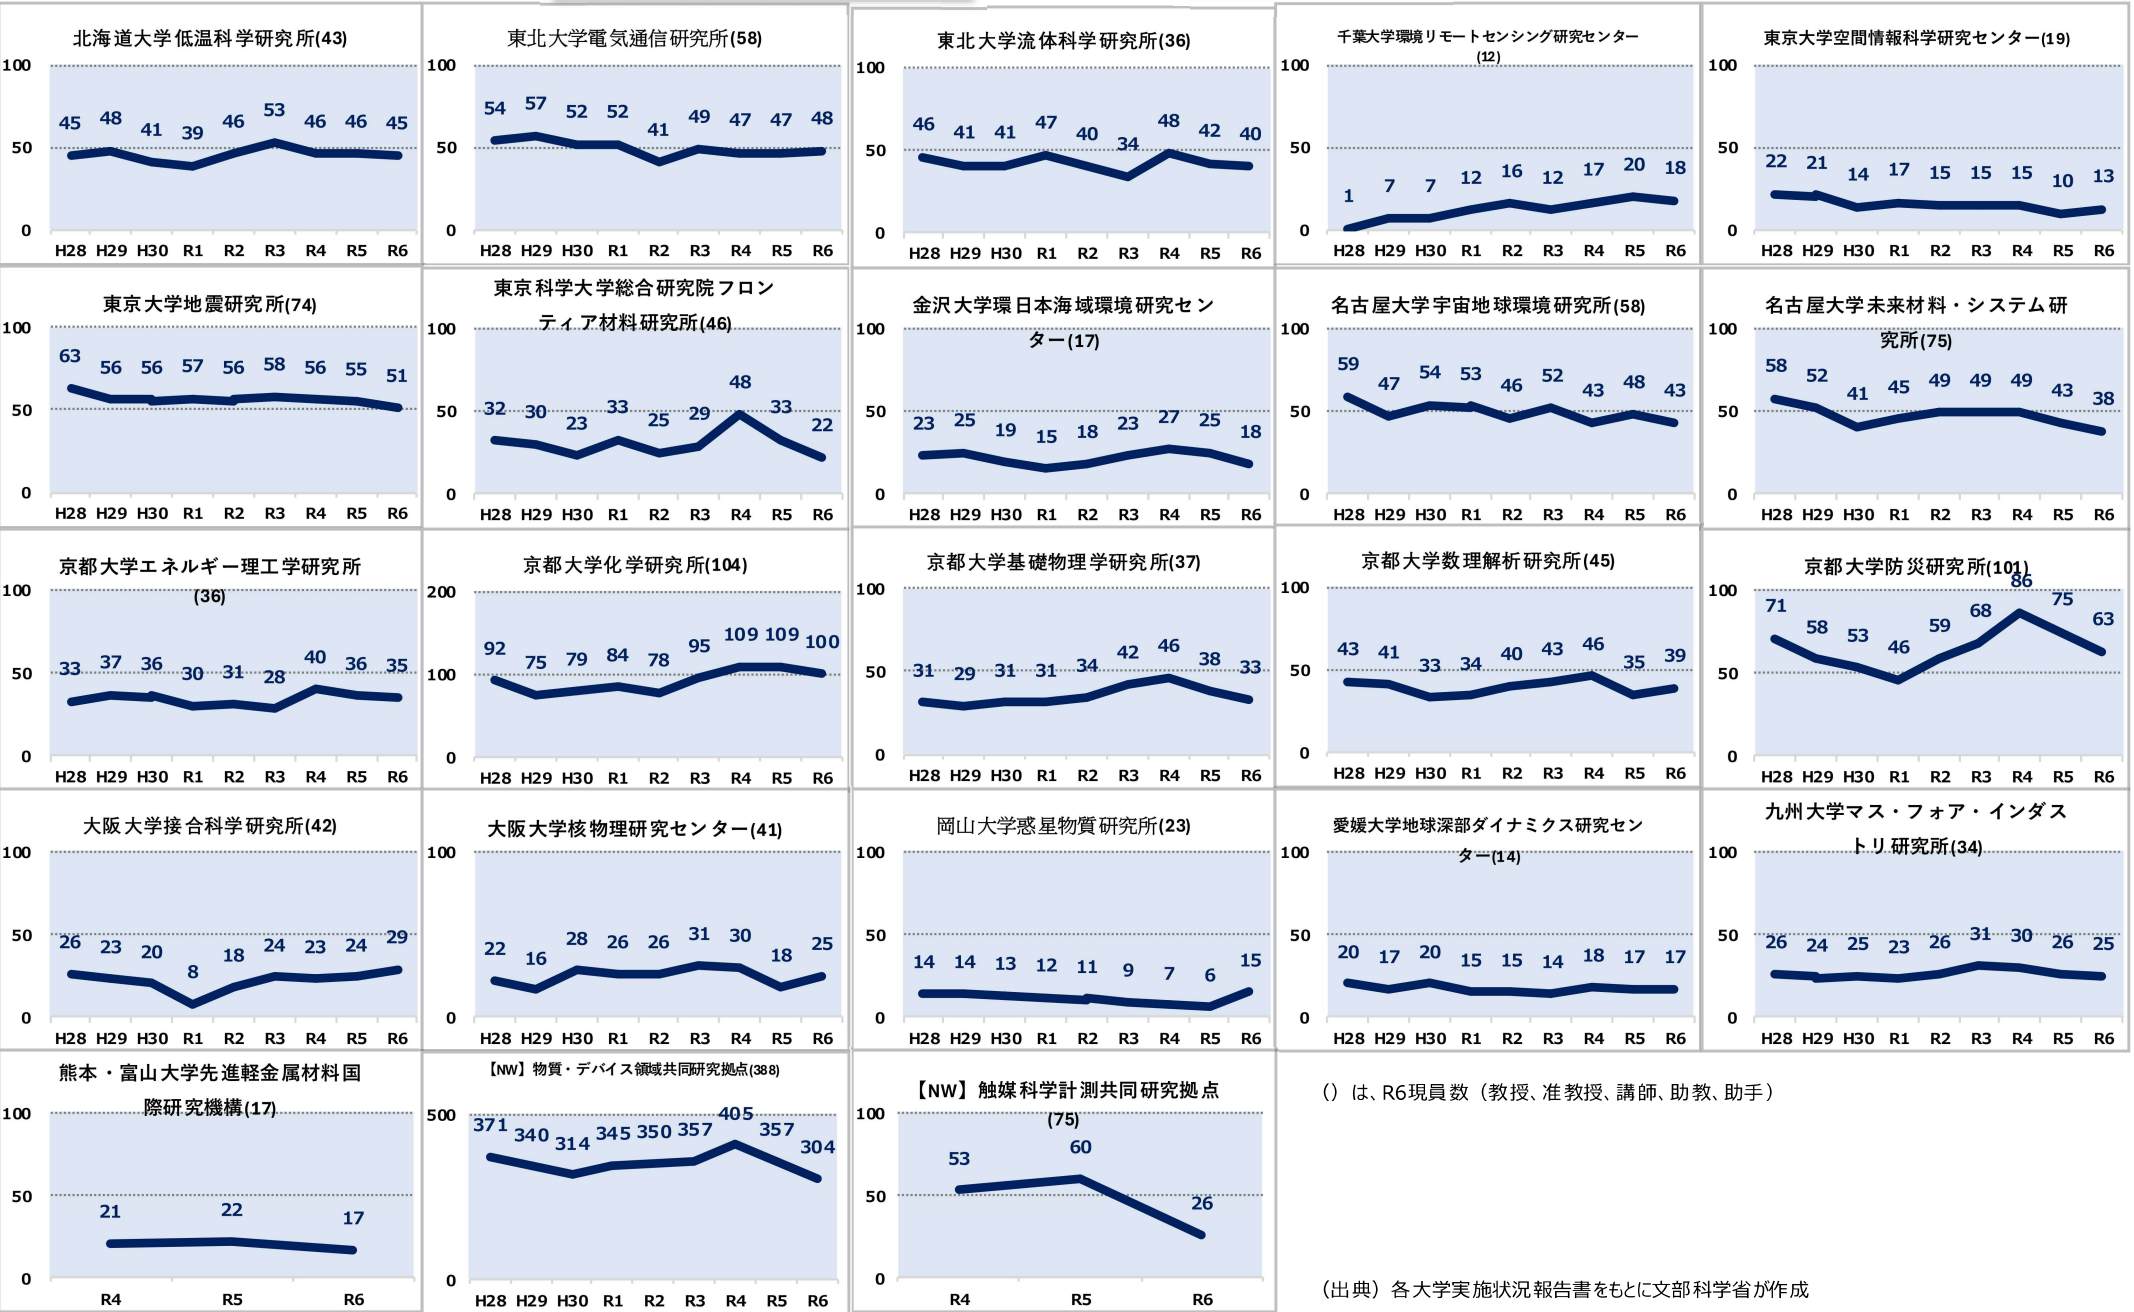 北海道大学低温科学研究所(43)
100
50
0
45 48 41 39 46 53 46 46 45
H28 H29 H30 R1 R2 R3 R4 R5 R6
東北大学電気通信研究所(58)
100
50
0
54 57 52 52 41 49 47 47 48
H28 H29 H30 R1 R2 R3 R4 R5 R6
東北大学流体科学研究所(36)
100
50
0
46 41 41 47 40 34 48 42 40
H28 H29 H30 R1 R2 R3 R4 R5 R6
千葉大学環境リモートセンシング研究センター
(12)
100
50
0
1 7 7 12 16 12 17 20 18
H28 H29 H30 R1 R2 R3 R4 R5 R6
東京大学空間情報科学研究センター(19)
100
50
0
22 21 14 17 15 15 15 10 13
H28 H29 H30 R1 R2 R3 R4 R5 R6
東京大学地震研究所(74)
100
50
0
63 56 56 57 56 58 56 55 51
H28 H29 H30 R1 R2 R3 R4 R5 R6
東京科学大学総合研究院フロン
ティア材料研究所(46)
100
50
0
32 30 23 33 25 29 48 33 22
H28 H29 H30 R1 R2 R3 R4 R5 R6
金沢大学環日本海域環境研究セン
ター(17)
100
50
0
23 25 19 15 18 23 27 25 18
H28 H29 H30 R1 R2 R3 R4 R5 R6
名古屋大学宇宙地球環境研究所(58)
100
50
0
59 47 54 53 46 52 43 48 43
H28 H29 H30 R1 R2 R3 R4 R5 R6
名古屋大学未来材料・システム研
究所(75)
100
50
0
58 52 41 45 49 49 49 43 38
H28 H29 H30 R1 R2 R3 R4 R5 R6
京都大学エネルギー理工学研究所
(36)
100
50
0
33 37 36 30 31 28 40 36 35
H28 H29 H30 R1 R2 R3 R4 R5 R6
京都大学化学研究所(104)
200
100
0
92 75 79 84 78 95 109 109 100
H28 H29 H30 R1 R2 R3 R4 R5 R6
京都大学基礎物理学研究所(37)
100
50
0
31 29 31 31 34 42 46 38 33
H28 H29 H30 R1 R2 R3 R4 R5 R6
京都大学数理解析研究所(45)
100
50
0
43 41 33 34 40 43 46 35 39
H28 H29 H30 R1 R2 R3 R4 R5 R6
京都大学防災研究所(101)
100
50
0
71 58 53 46 59 68 86 75 63
H28 H29 H30 R1 R2 R3 R4 R5 R6
大阪大学接合科学研究所(42)
100
50
0
26 23 20 8 18 24 23 24 29
H28 H29 H30 R1 R2 R3 R4 R5 R6
大阪大学核物理研究センター(41)
100
50
0
22 16 28 26 26 31 30 18 25
H28 H29 H30 R1 R2 R3 R4 R5 R6
岡山大学惑星物質研究所(23)
100
50
0
14 14 13 12 11 9 7 6 15
H28 H29 H30 R1 R2 R3 R4 R5 R6
愛媛大学地球深部ダイナミクス研究セン
ター(14)
100
50
0
20 17 20 15 15 14 18 17 17
H28 H29 H30 R1 R2 R3 R4 R5 R6
九州大学マス・フォア・インダス
トリ研究所(34)
100
50
0
26 24 25 23 26 31 30 26 25
H28 H29 H30 R1 R2 R3 R4 R5 R6
熊本・富山大学先進軽金属材料国
際研究機構(17)
100
50
0
21 22 17
R4 R5 R6
【NW】物質・デバイス領域共同研究拠点(388)
500
0
371 340 314 345 350 357 405 357 304
H28 H29 H30 R1 R2 R3 R4 R5 R6
【NW】触媒科学計測共同研究拠点
(75)
100
50
0
53 60 26
R4 R5 R6
（）は、R6現員数（教授、准教授、講師、助教、助手）
（出典）各大学実施状況報告書をもとに文部科学省が作成